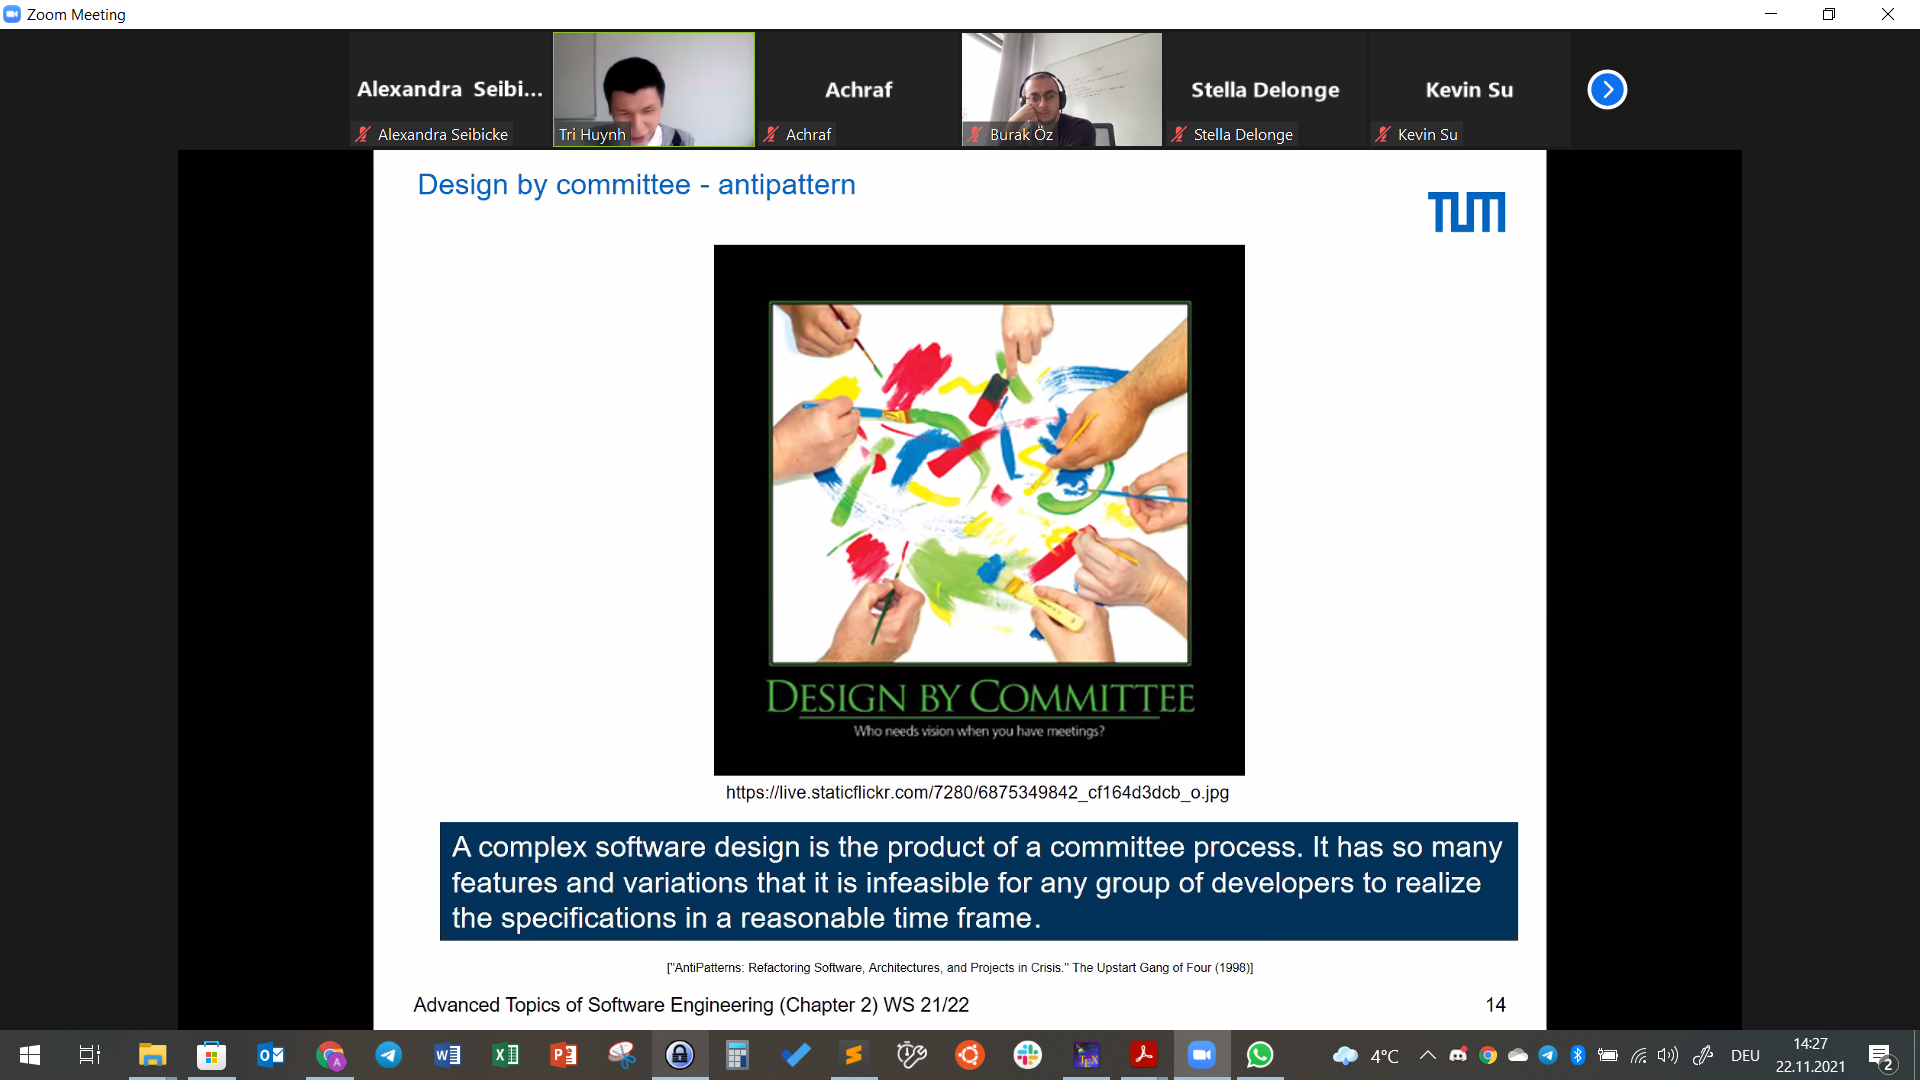 Zoom Meeting
Alexandra Seibi...
Achraf
Stella Delonge
Kevin Su
Alexandra Seibicke
Tri Huynh
Achraf
Burak Öz
Stella Delonge
Kevin Su
Design by committee - antipattern
TUM
DESIGN BY COMMITTEE
Who needs vision when you have meetings?
https://live.staticflickr.com/7280/6875349842_cf164d3dcb_o.jpg
A complex software design is the product of a committee process. It has so many
features and variations that it is infeasible for any group of developers to realize
the specifications in a reasonable time frame.
["AntiPatterns: Refactoring Software, Architectures, and Projects in Crisis." The Upstart Gang of Four (1998)]
Advanced Topics of Software Engineering (Chapter 2) WS 21/22
14
4°C
DEU
14:27
22.11.2021
2